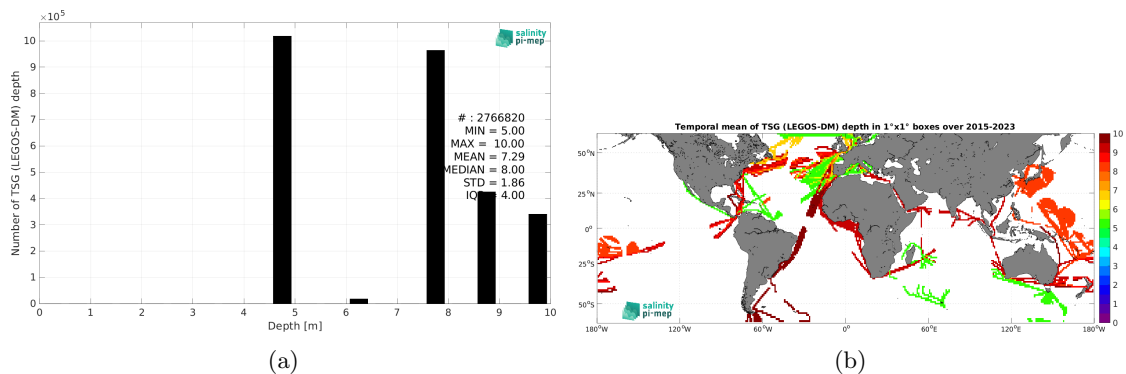 ×10⁵
10
9
8
7
6
5
4
3
2
1
0
Number of TSG (LEGOS-DM) depth
salinity
pi-mep
# : 2766820
MIN = 5.00
MAX = 10.00
MEAN = 7.29
MEDIAN = 8.00
STD = 1.86
IQR = 4.00
0 1 2 3 4 5 6 7 8 9 10
Depth [m]
(a)
Temporal mean of TSG (LEGOS-DM) depth in 1°x1° boxes over 2015-2023
50°N
25°N
0°
25°S
50°S
salinity
pi-mep
180°W 120°W 60°W 0° 60°E 120°E 180°W
10
9
8
7
6
5
4
3
2
1
0
(b)